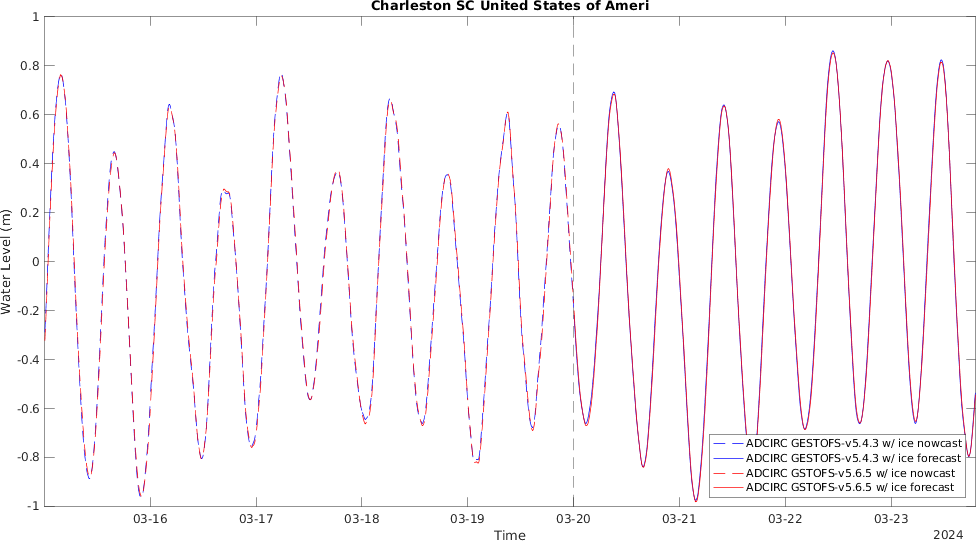 Charleston SC United States of Ameri
1
0.8
0.6
0.4
0.2
0
-0.2
-0.4
-0.6
-0.8
-1
Water Level (m)
03-16
03-17
03-18
03-19
03-20
03-21
03-22
03-23
Time
2024
ADCIRC GESTOFS-v5.4.3 w/ ice nowcast
ADCIRC GESTOFS-v5.4.3 w/ ice forecast
ADCIRC GSTOFS-v5.6.5 w/ ice nowcast
ADCIRC GSTOFS-v5.6.5 w/ ice forecast